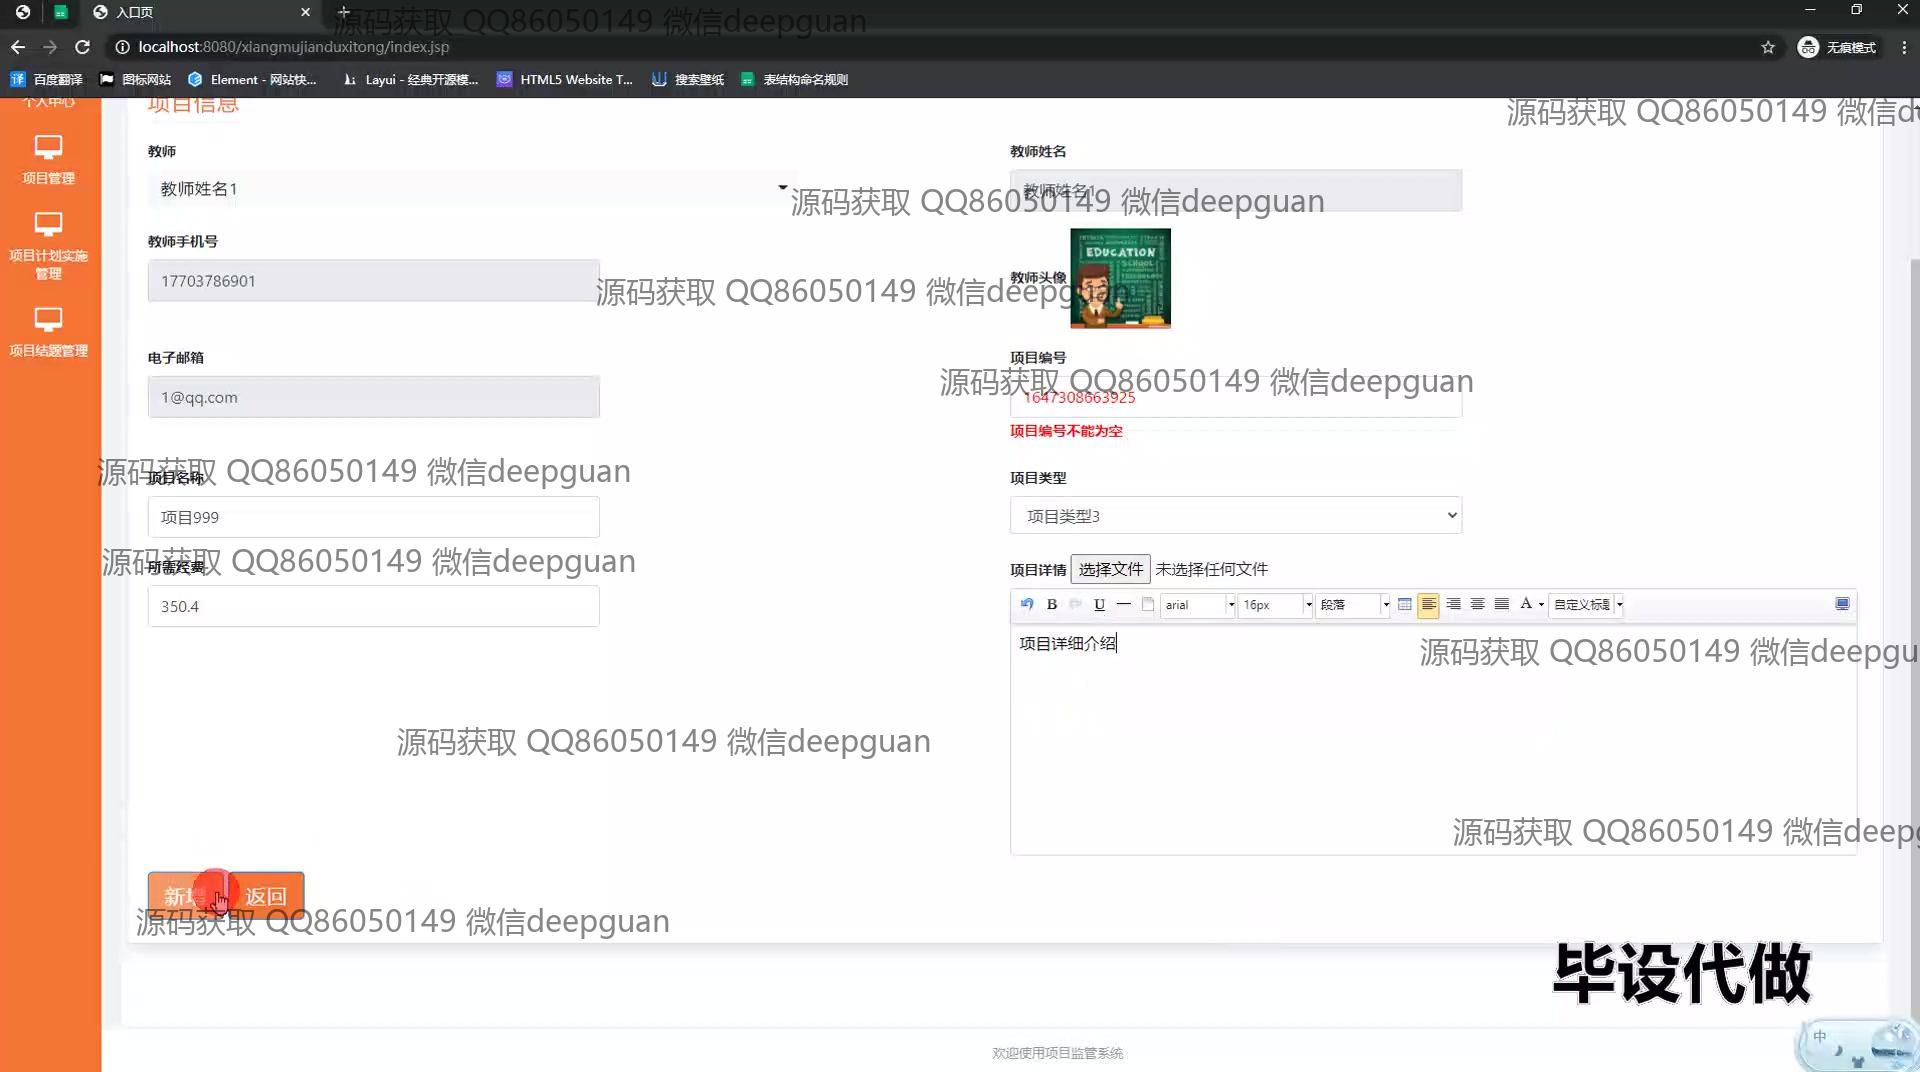 入口页
源码获取 QQ86050149 微信deepguan
localhost:8080/xiangmujianduxitong/index.jsp
无痕模式
百度翻译
图标网站
Element - 网站快...
Layui - 经典开源模...
HTML5 Website T...
搜索壁纸
表结构命名规则
个人中心
项目信息
源码获取 QQ86050149 微信d
教师
教师姓名
项目管理
教师姓名1
教师姓名1
源码获取 QQ86050149 微信deepguan
教师手机号
项目计划实施
管理
EDUCATION
SCHOOL
教师头像
17703786901
源码获取 QQ86050149 微信deepguan
项目结题管理
电子邮箱
项目编号
源码获取 QQ86050149 微信deepguan
1@qq.com
1647308663925
项目编号不能为空
源码获取 QQ86050149 微信deepguan
项目名称
项目类型
项目999
项目类型3
源码获取 QQ86050149 微信deepguan
所需经费
项目详情 选择文件 未选择任何文件
350.4
B U arial 16px 段落 A 自定义标题
项目详细介绍
源码获取 QQ86050149 微信deepgu
源码获取 QQ86050149 微信deepguan
源码获取 QQ86050149 微信deep
新增 返回
源码获取 QQ86050149 微信deepguan
毕设代做
欢迎使用项目监管系统
中